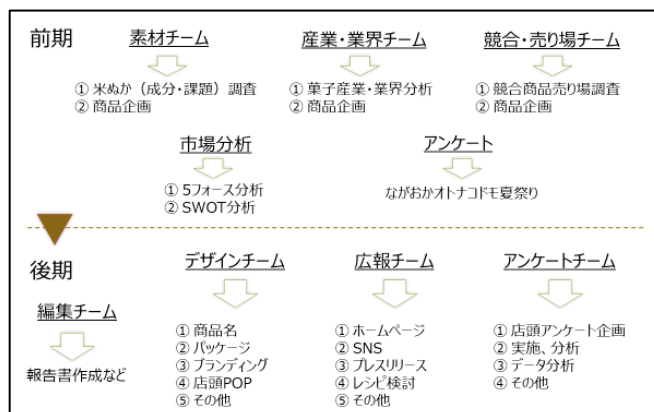 前期
素材チーム
① 米ぬか（成分・課題）調査
② 商品企画
産業・業界チーム
① 菓子産業・業界分析
② 商品企画
競合・売り場チーム
① 競合商品売り場調査
② 商品企画
市場分析
① 5フォース分析
② SWOT分析
アンケート
ながおかオトナコドモ夏祭り
後期
編集チーム
報告書作成など
デザインチーム
① 商品名
② パッケージ
③ ブランディング
④ 店頭POP
⑤ その他
広報チーム
① ホームページ
② SNS
③ プレスリリース
④ レシピ検討
⑤ その他
アンケートチーム
① 店頭アンケート企画
② 実施、分析
③ データ分析
④ その他